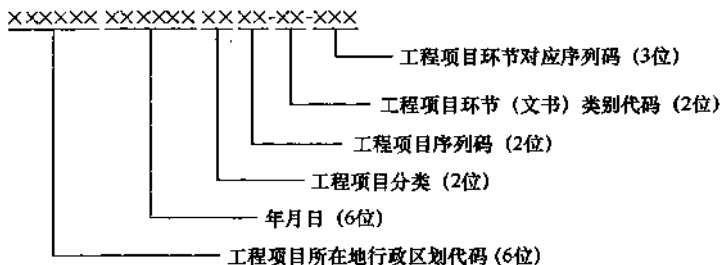 ×××××× ×××××× ×× ××-××-×××
工程项目环节对应序列码（3位）
工程项目环节（文书）类别代码（2位）
工程项目序列码（2位）
工程项目分类（2位）
年月日（6位）
工程项目所在地行政区划代码（6位）